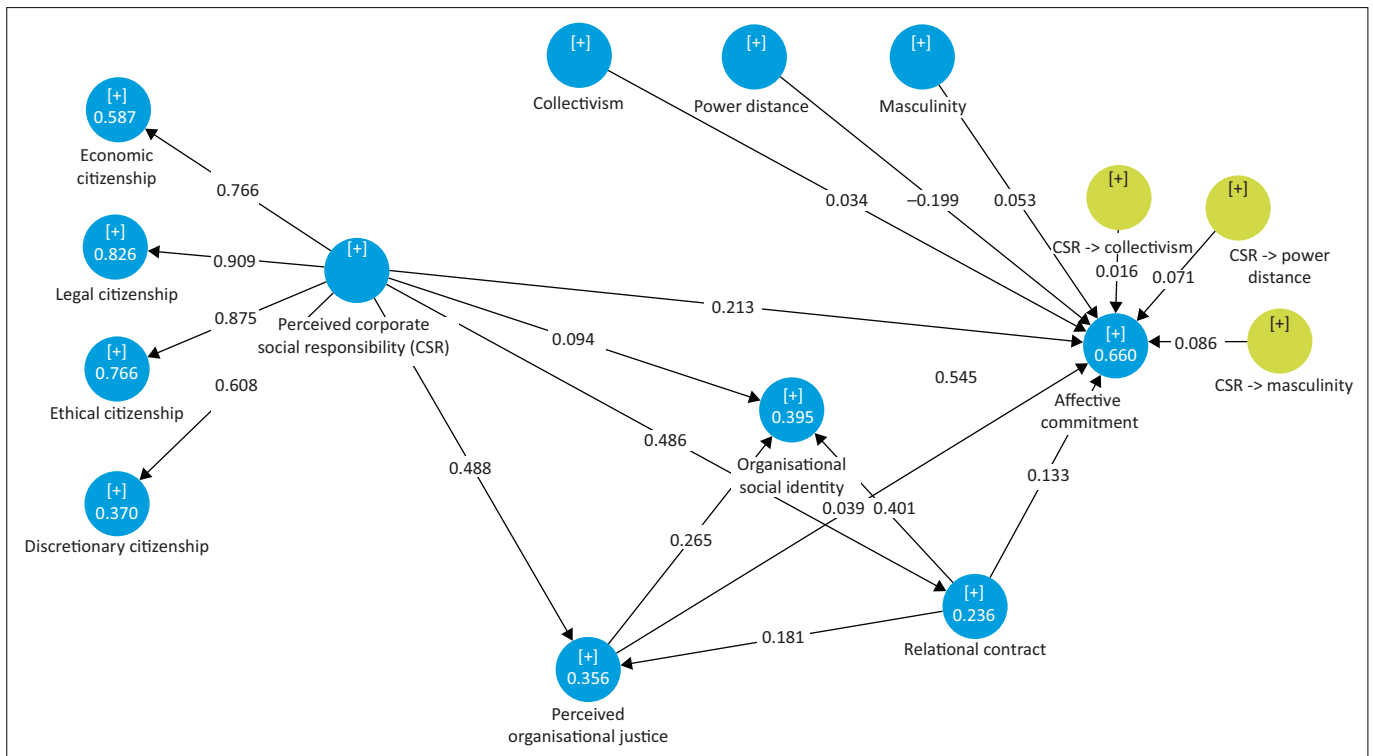 [+]
Collectivism
[+]
Power distance
[+]
Masculinity
[+]
0.587
Economic
citizenship
0.766
[+]
0.826
Legal citizenship
0.909
[+]
0.766
Ethical citizenship
0.875
[+]
0.370
Discretionary citizenship
0.608
[+]
Perceived corporate
social responsibility (CSR)
0.034
–0.199
0.053
[+]
CSR -> collectivism
0.016
[+]
CSR -> power
distance
0.071
[+]
CSR -> masculinity
0.086
0.213
0.094
[+]
0.660
Affective
commitment
0.545
[+]
0.395
Organisational
social identity
0.486
0.488
0.039
0.401
0.133
0.265
[+]
0.236
Relational contract
0.181
[+]
0.356
Perceived
organisational justice